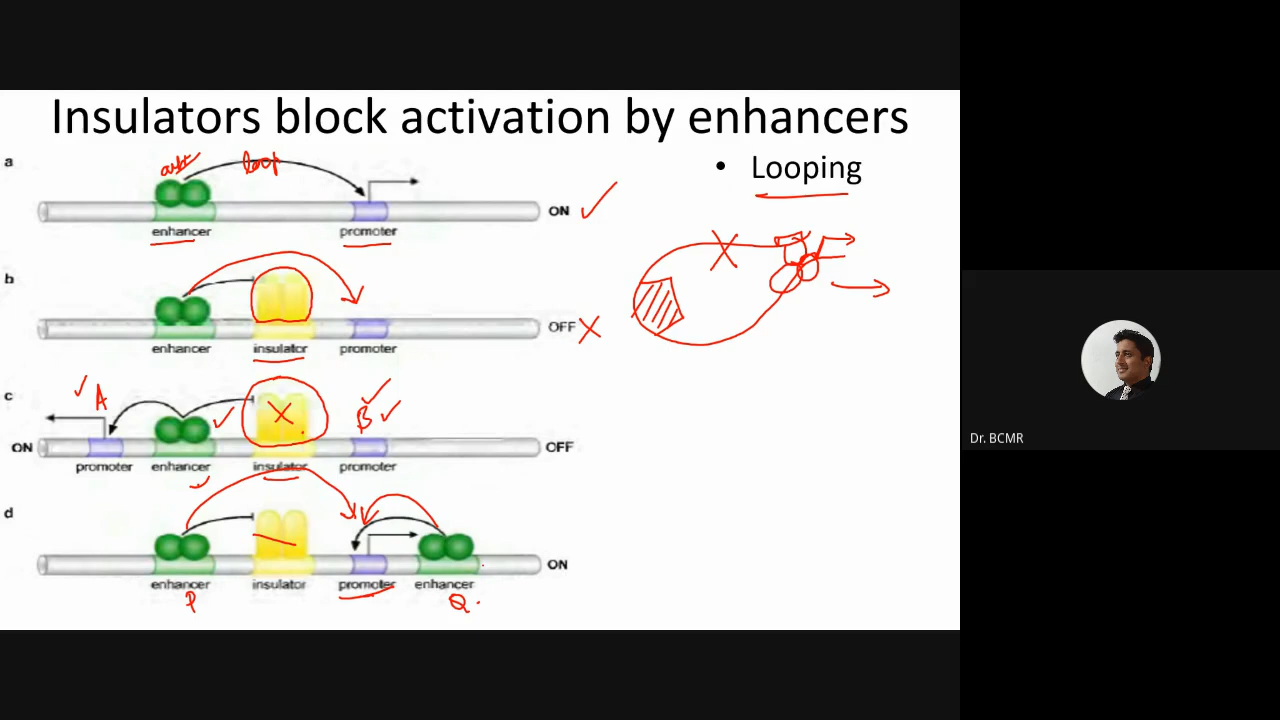 Insulators block activation by enhancers
• Looping
a
loop
enhancer promoter ON
b
enhancer insulator promoter OFF
c
A B
ON OFF
promoter enhancer insulator promoter
d
ON
enhancer insulator promoter enhancer
P Q
Dr. BCMR